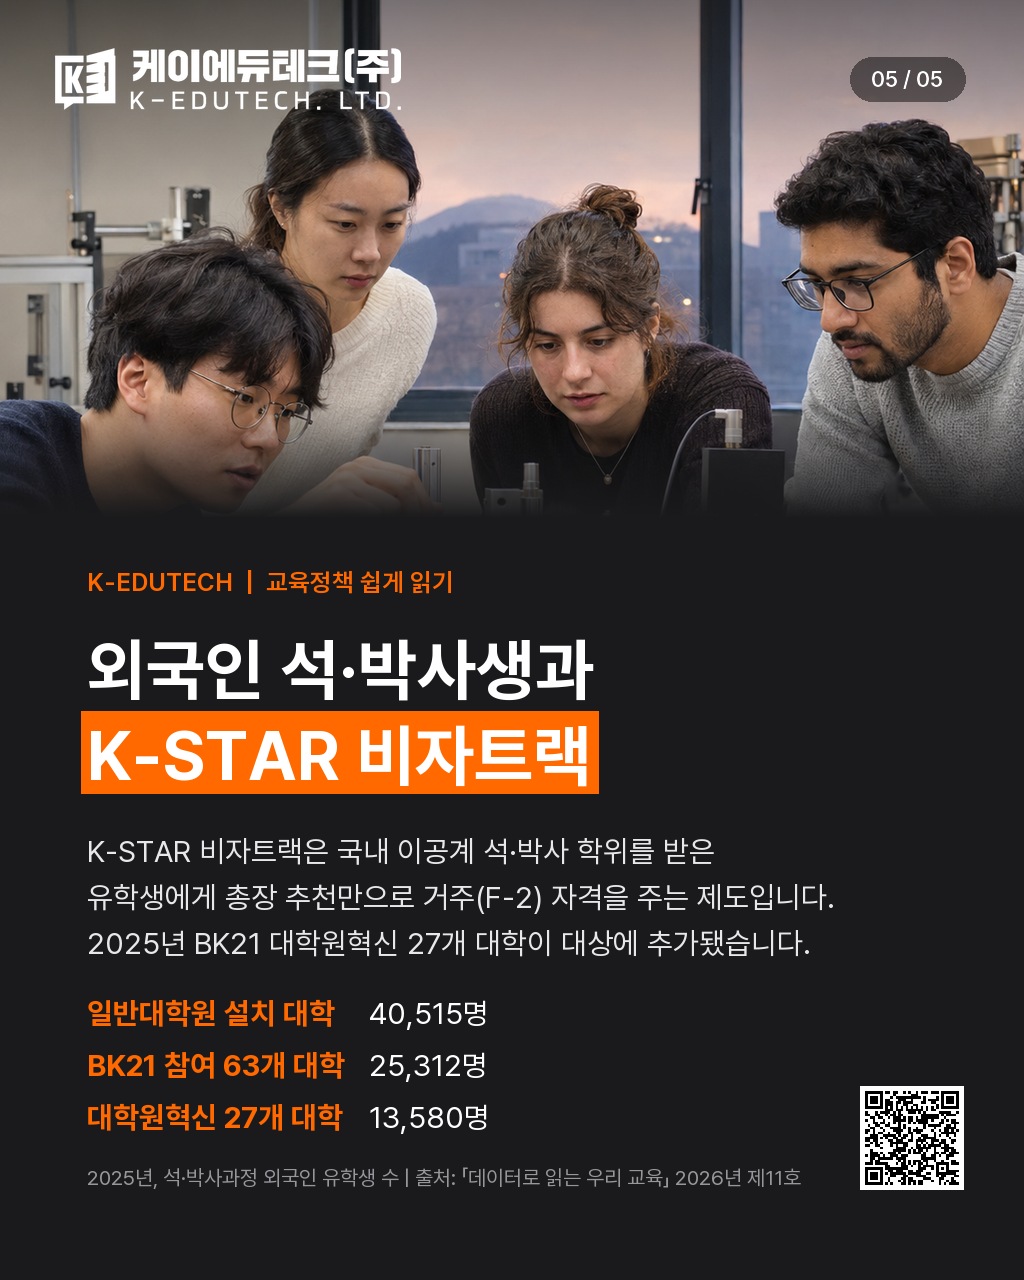 케이에듀테크(주)
K-EDUTECH. LTD.
05 / 05
K-EDUTECH | 교육정책 쉽게 읽기
외국인 석·박사생과
K-STAR 비자트랙
K-STAR 비자트랙은 국내 이공계 석·박사 학위를 받은
유학생에게 총장 추천만으로 거주(F-2) 자격을 주는 제도입니다.
2025년 BK21 대학원혁신 27개 대학이 대상에 추가됐습니다.
일반대학원 설치 대학 40,515명
BK21 참여 63개 대학 25,312명
대학원혁신 27개 대학 13,580명
2025년, 석·박사과정 외국인 유학생 수 | 출처: 「데이터로 읽는 우리 교육」 2026년 제11호